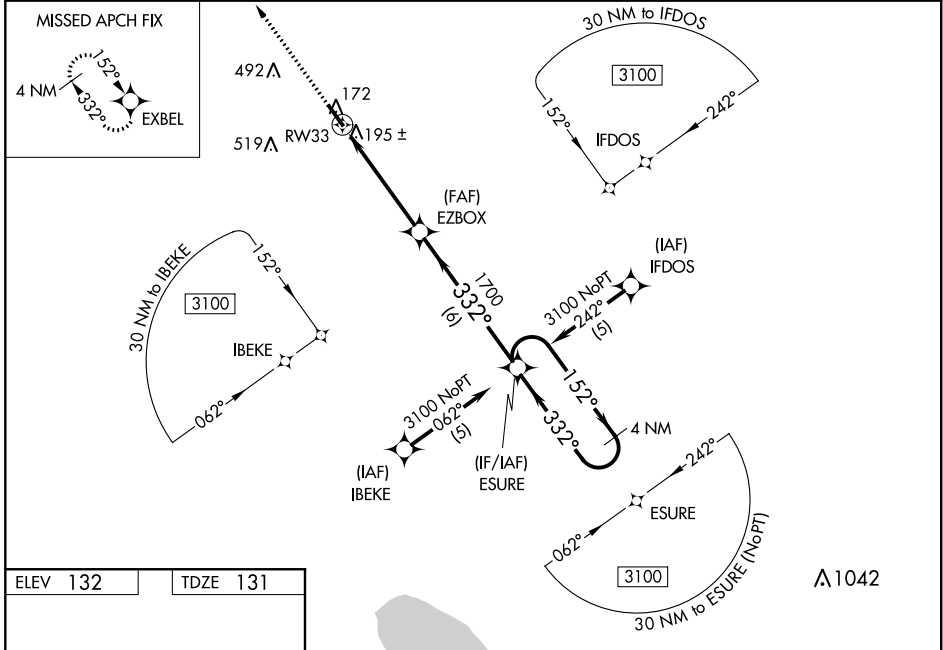 MISSED APCH FIX
4 NM
152°
332°
EXBEL
492
172
519
RW33
195 ±
30 NM to IFDOS
3100
152°
242°
IFDOS
(FAF)
EZBOX
30 NM to IBEKE
152°
3100
IBEKE
062°
1700
332°
(6)
(IAF)
IFDOS
3100 NoPT
242°
(5)
3100 NoPT
062°
(5)
152°
332°
4 NM
(IAF)
IBEKE
(IF/IAF)
ESURE
242°
ESURE
062°
3100
30 NM to ESURE (NoPT)
1042
ELEV 132
TDZE 131